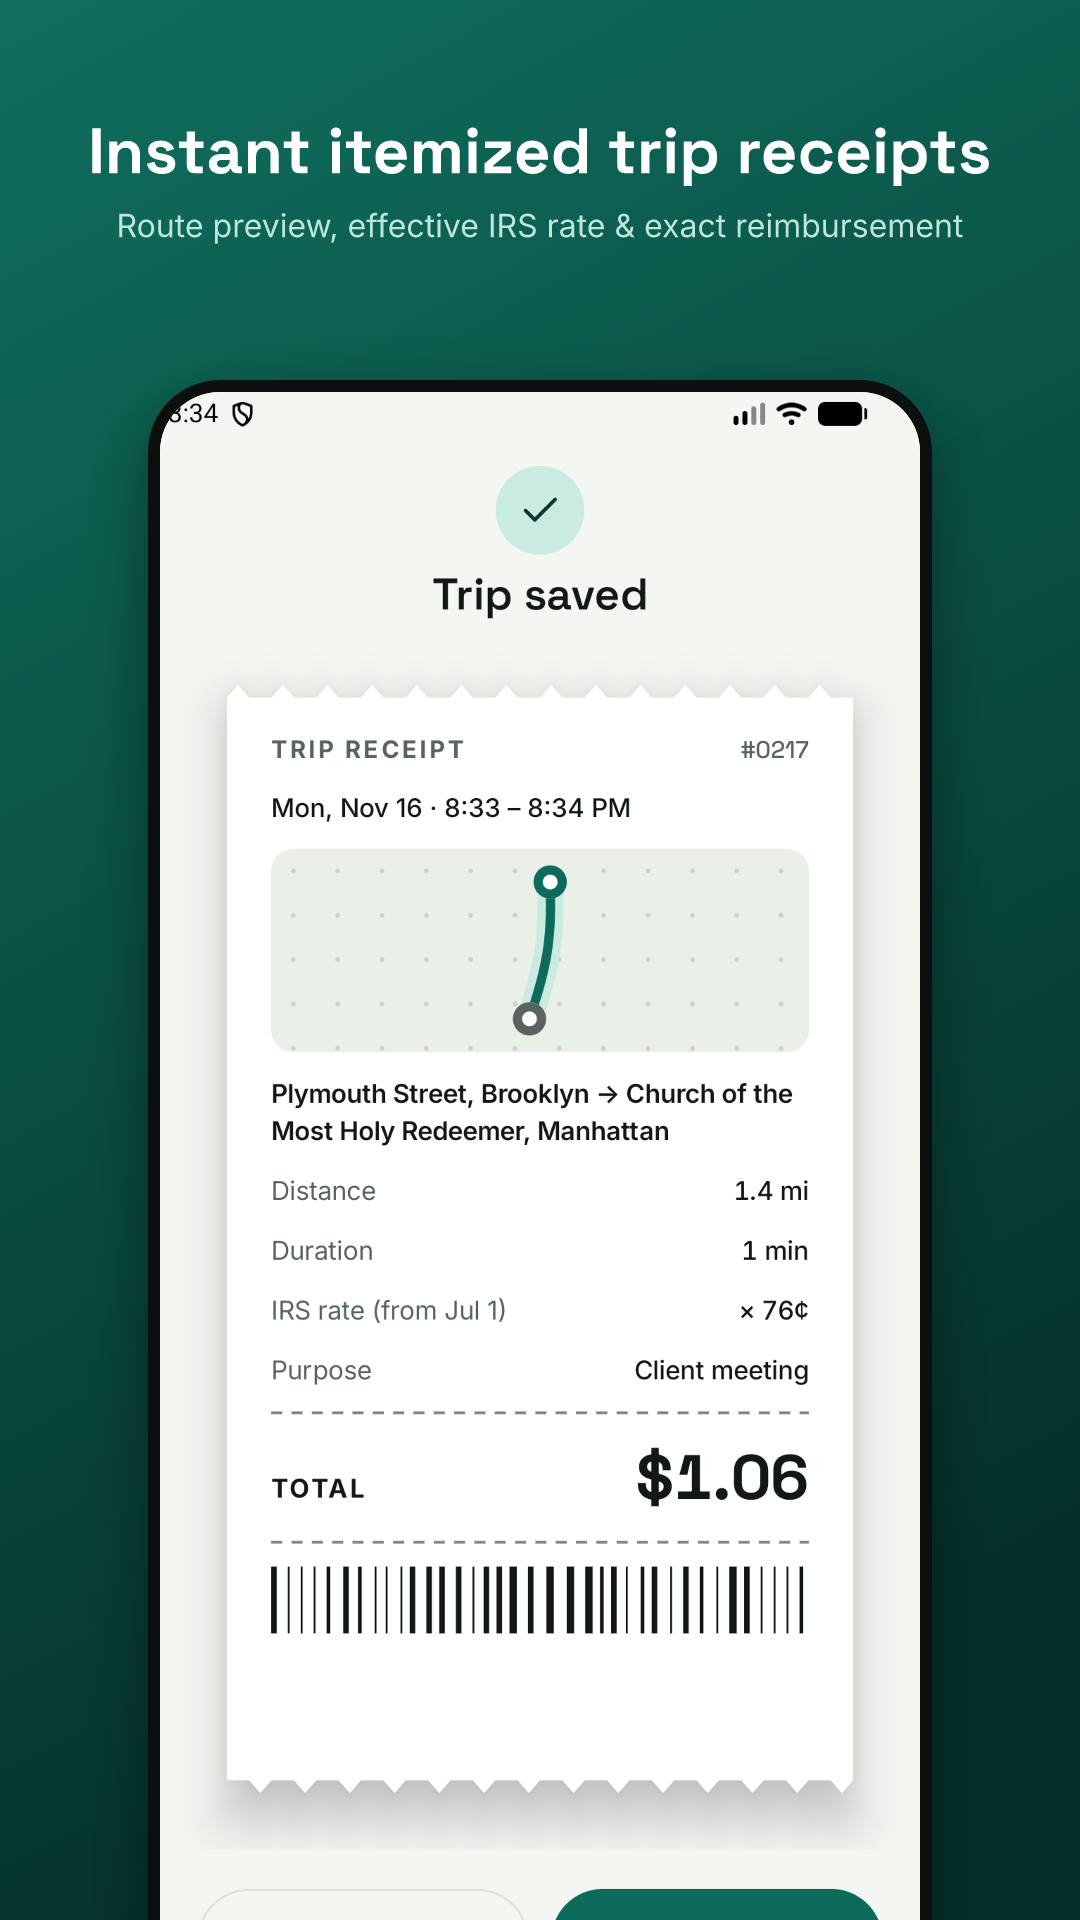 Instant itemized trip receipts
Route preview, effective IRS rate & exact reimbursement
8:34
Trip saved
TRIP RECEIPT #0217
Mon, Nov 16 · 8:33 – 8:34 PM
Plymouth Street, Brooklyn → Church of the
Most Holy Redeemer, Manhattan
Distance 1.4 mi
Duration 1 min
IRS rate (from Jul 1) × 76¢
Purpose Client meeting
TOTAL $1.06